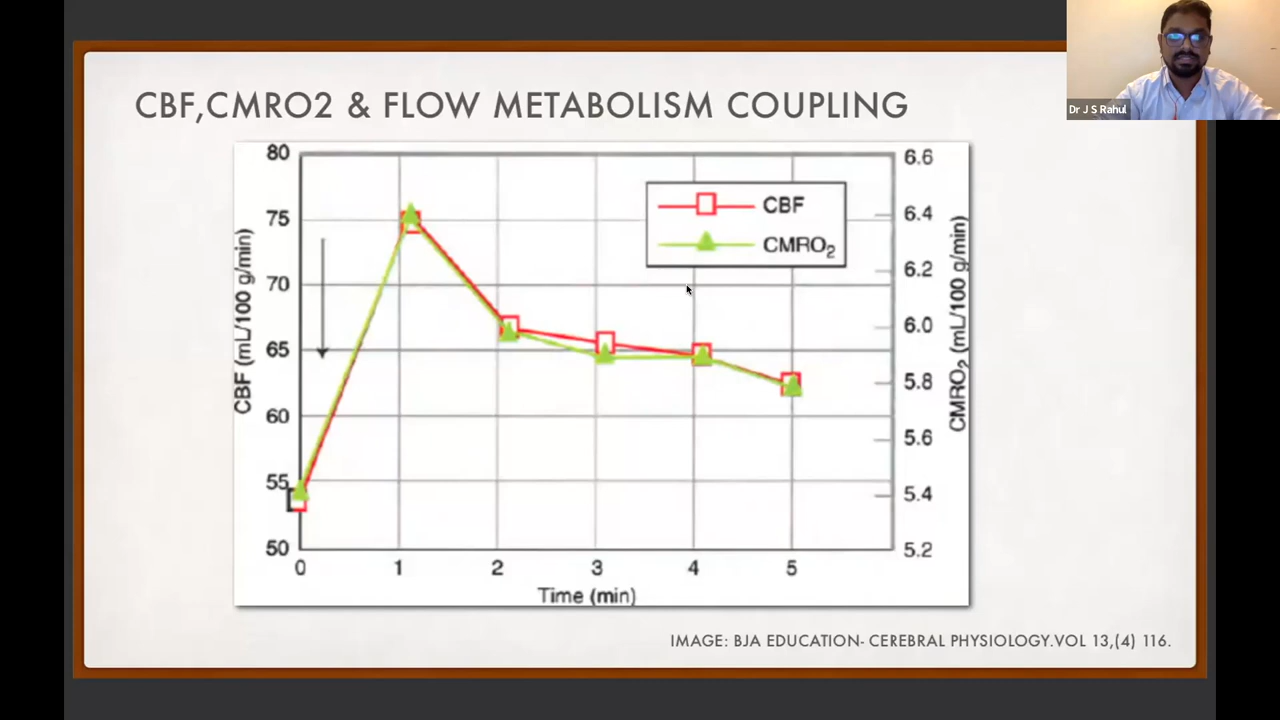 Dr J S Rahul
CBF,CMRO2 & FLOW METABOLISM COUPLING
80
75
70
65
60
55
50
CBF (mL/100 g/min)
CBF
CMRO2
6.6
6.4
6.2
6.0
5.8
5.6
5.4
5.2
CMRO2 (mL/100 g/min)
0 1 2 3 4 5
Time (min)
IMAGE: BJA EDUCATION- CEREBRAL PHYSIOLOGY.VOL 13,(4) 116.